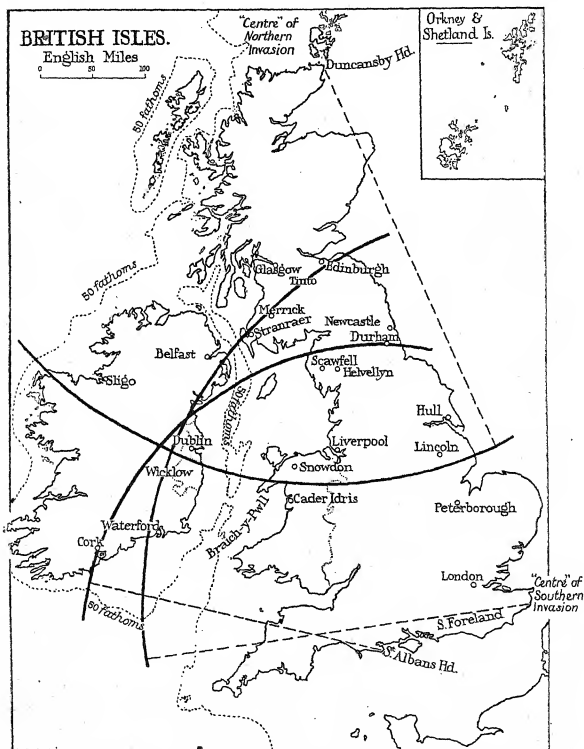 BRITISH ISLES.
English Miles
0 50 100
"Centre" of
Northern
Invasion
Orkney &
Shetland Is.
Duncansby Hd.
50 fathoms
50 fathoms
Glasgow
Edinburgh
Tinto
Merrick
Stranraer
Newcastle
Durham
Belfast
Scawfell
Helvellyn
Sligo
50 fathoms
Hull
Dublin
Liverpool
Lincoln
Wicklow
Snowdon
Cader Idris
Braich-y-Pwll
Peterborough
Waterford
Cork
London
"Centre" of
Southern
Invasion
50 fathoms
S. Foreland
S. Albans Hd.